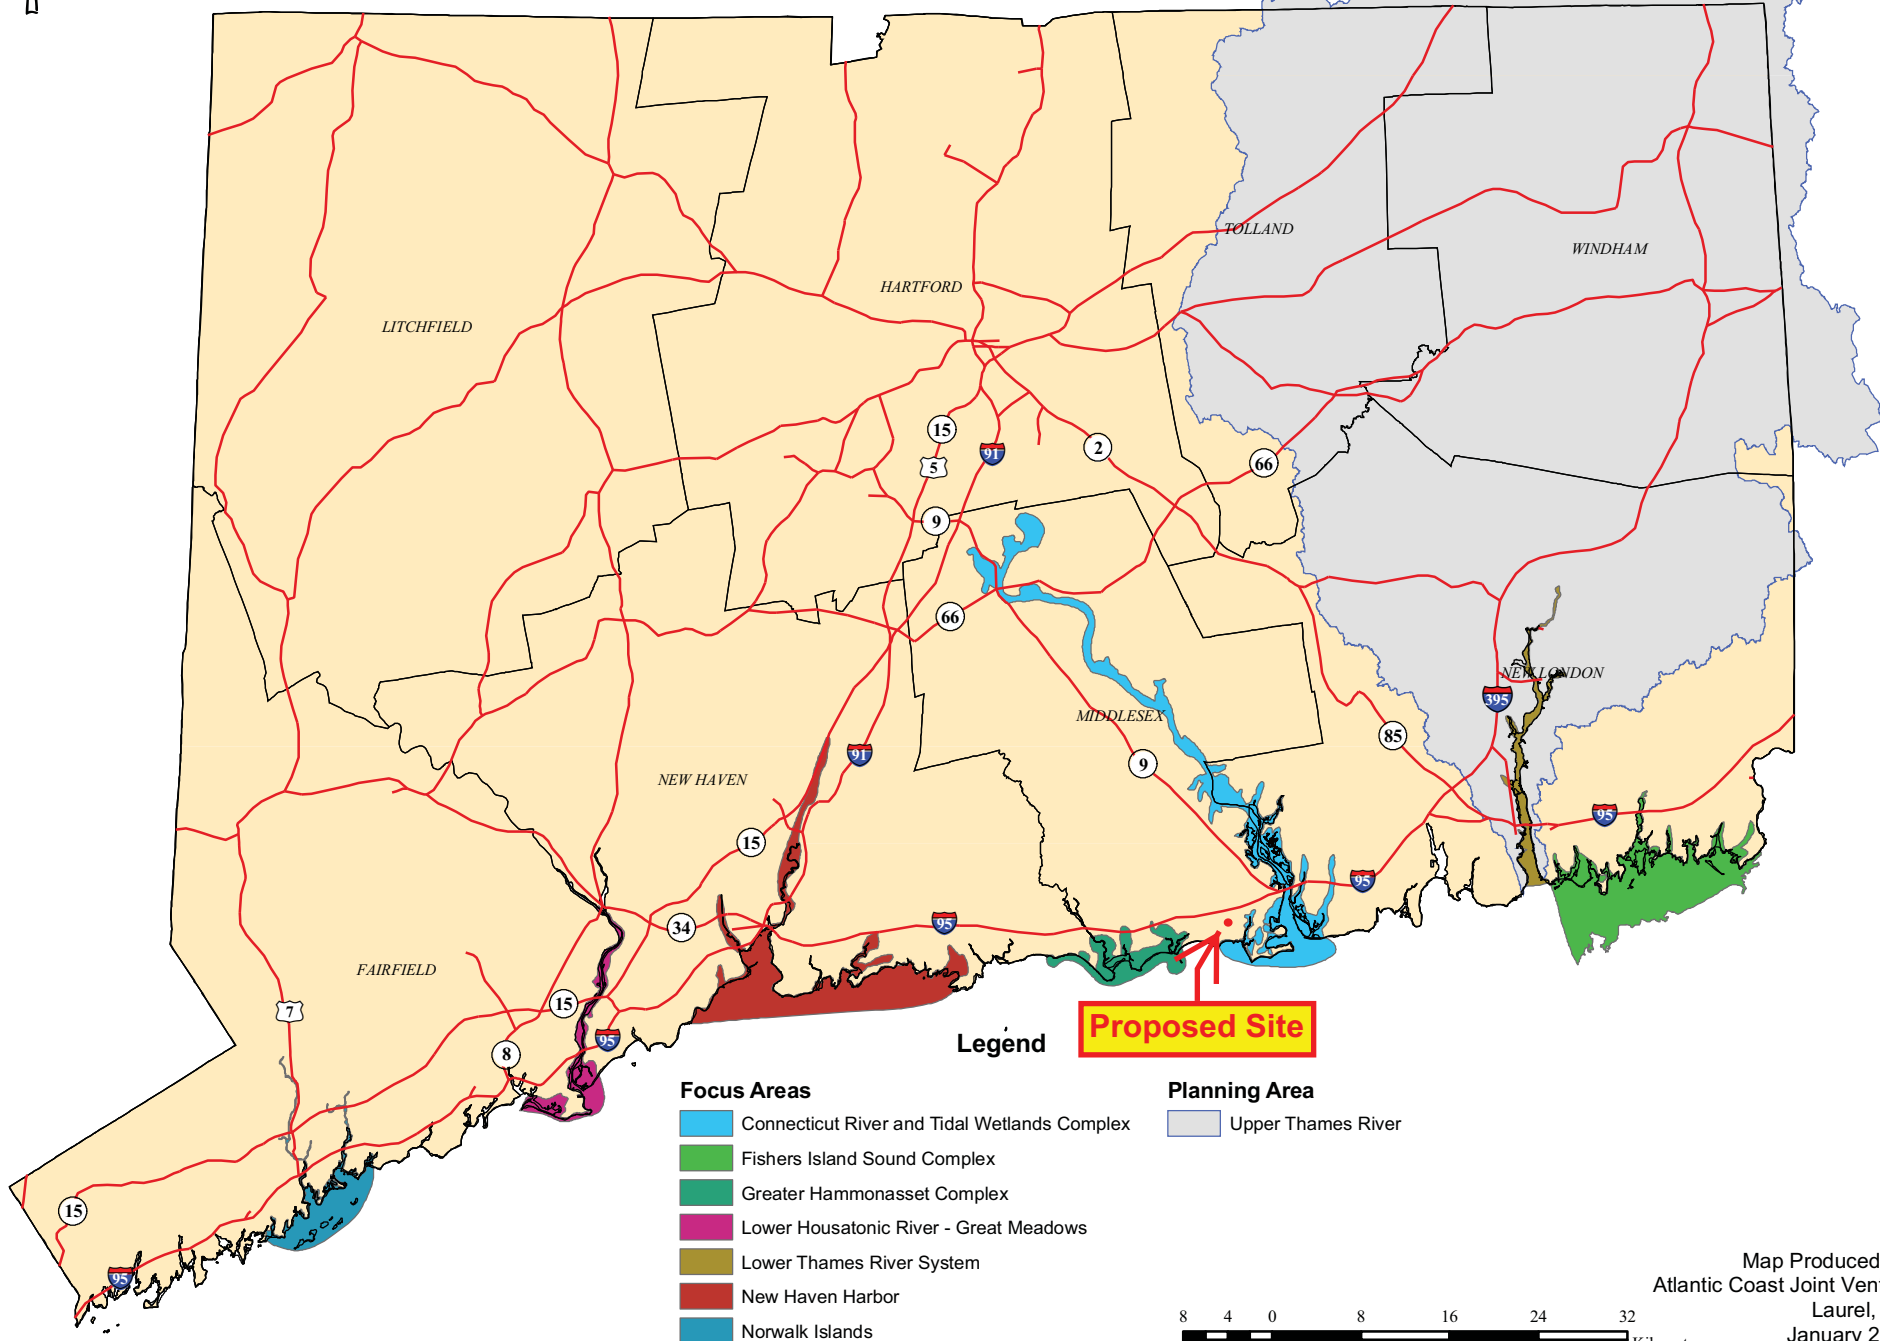 TOLLAND
WINDHAM
HARTFORD
LITCHFIELD
15
91
2
5
66
9
66
NEW LONDON
395
MIDDLESEX
85
91
9
NEW HAVEN
95
15
95
95
34
FAIRFIELD
15
7
95
8
Proposed Site
Legend
Focus Areas
Connecticut River and Tidal Wetlands Complex
Fishers Island Sound Complex
Greater Hammonasset Complex
Lower Housatonic River - Great Meadows
Lower Thames River System
New Haven Harbor
Norwalk Islands
Planning Area
Upper Thames River
15
95
Map Produced
Atlantic Coast Joint Vent
Laurel,
January 2
8 4 0 8 16 24 32